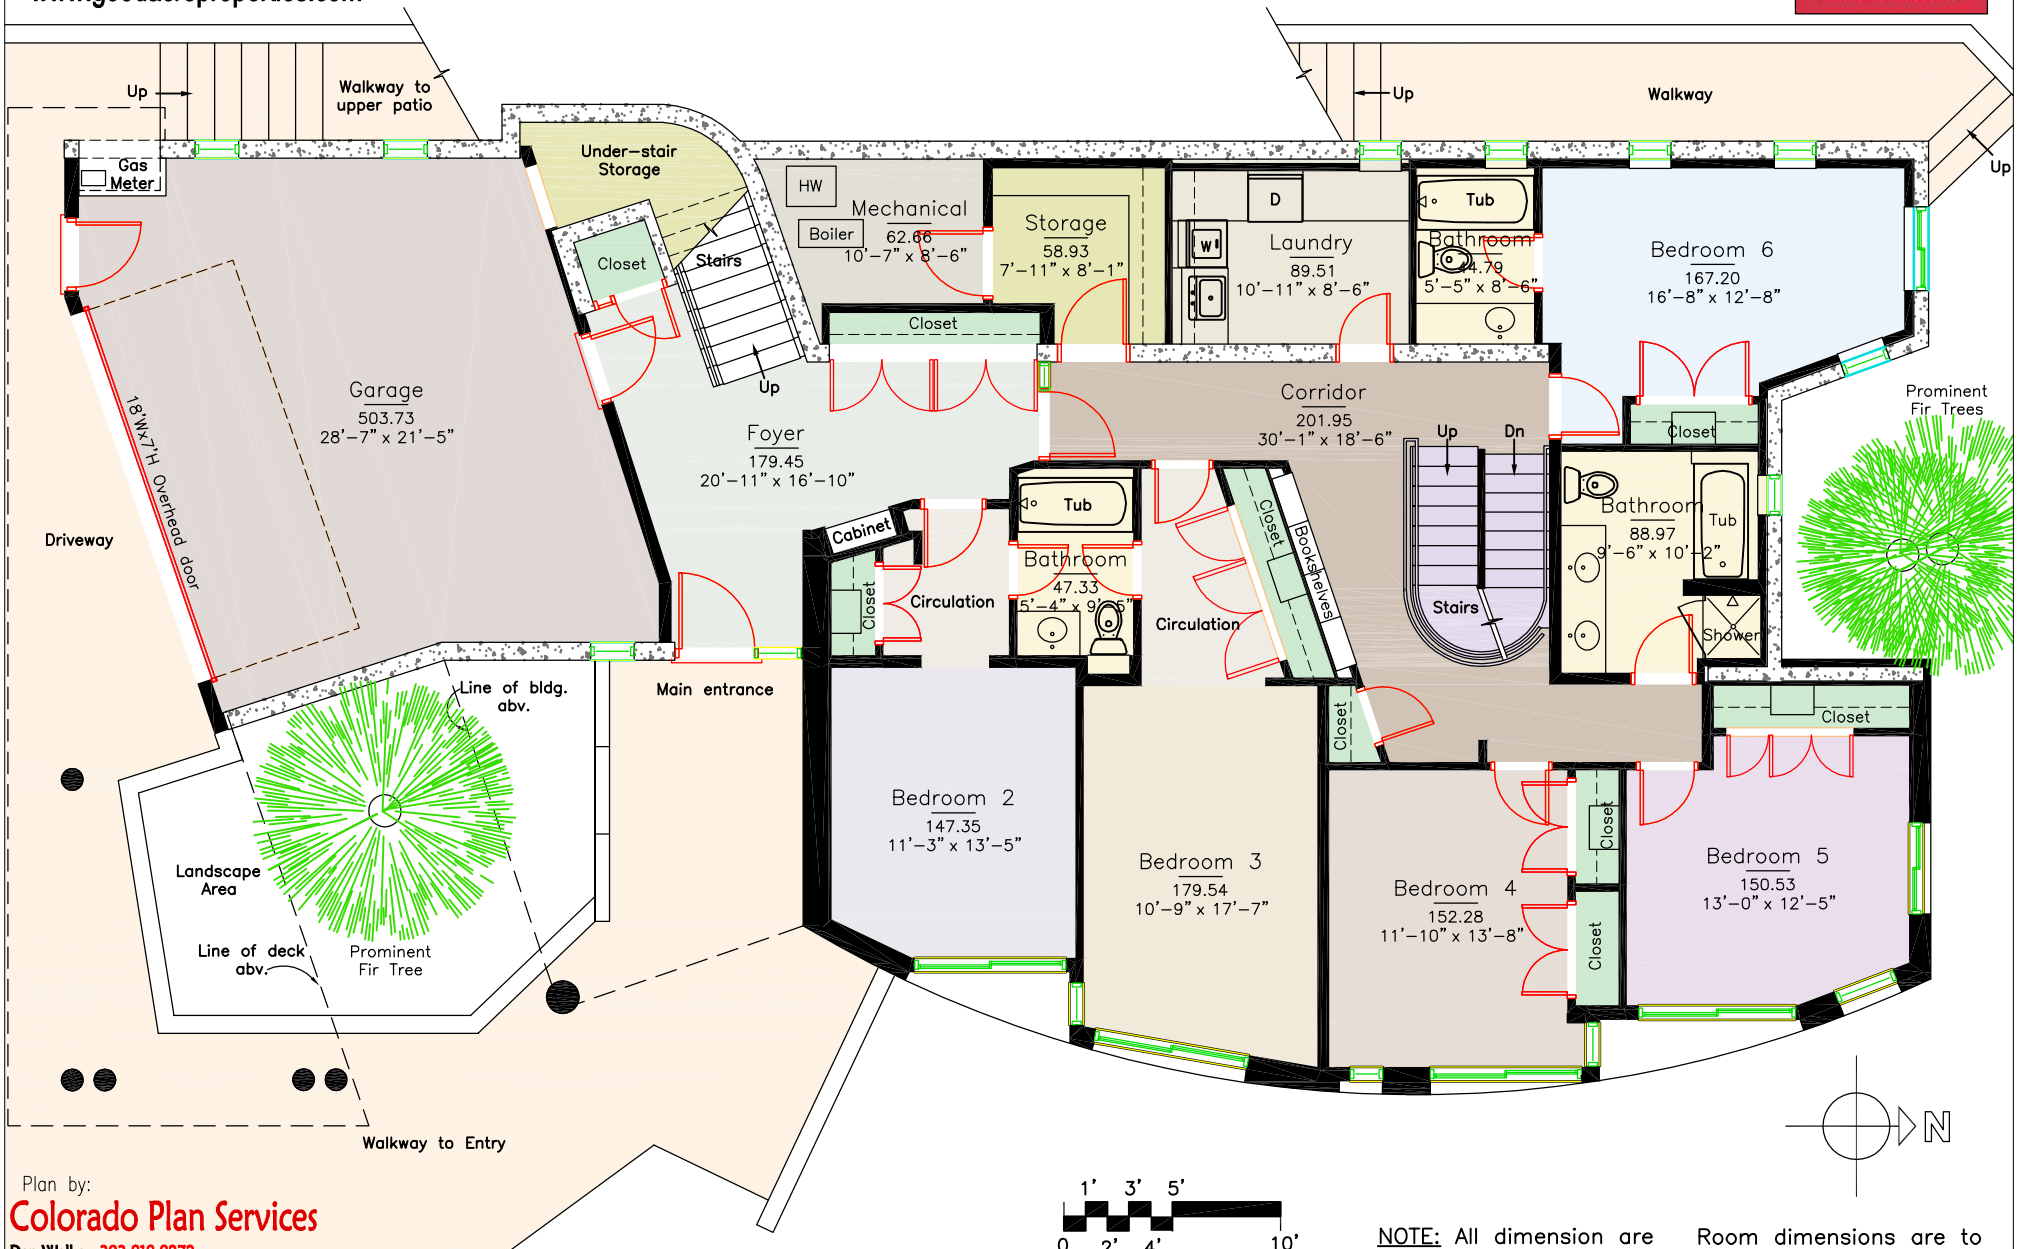 Up
Walkway to
upper patio
Up
Walkway
Up
Gas
Meter
Under-stair
Storage
HW
Boiler
Mechanical
62.66
10'-7" x 8'-6"
Storage
58.93
7'-11" x 8'-1"
D
W
Laundry
89.51
10'-11" x 8'-6"
Tub
Bathroom
44.79
5'-5" x 8'-6"
Bedroom 6
167.20
16'-8" x 12'-8"
Closet
Stairs
Up
Closet
Garage
503.73
28'-7" x 21'-5"
18'Wx7'H Overhead door
Driveway
Foyer
179.45
20'-11" x 16'-10"
Corridor
201.95
30'-1" x 18'-6"
Up
Dn
Stairs
Closet
Prominent
Fir Trees
Cabinet
Closet
Circulation
Tub
Bathroom
47.33
5'-4" x 9'-5"
Circulation
Closet
Bookshelves
Bathroom
88.97
9'-6" x 10'-2"
Tub
Shower
Main entrance
Line of bldg.
abv.
Closet
Closet
Bedroom 2
147.35
11'-3" x 13'-5"
Bedroom 3
179.54
10'-9" x 17'-7"
Bedroom 4
152.28
11'-10" x 13'-8"
Closet
Closet
Bedroom 5
150.53
13'-0" x 12'-5"
Landscape
Area
Line of deck
abv.
Prominent
Fir Tree
Walkway to Entry
N
Plan by:
Colorado Plan Services
1' 3' 5'
0 2' 4' 10'
NOTE: All dimension are Room dimensions are to